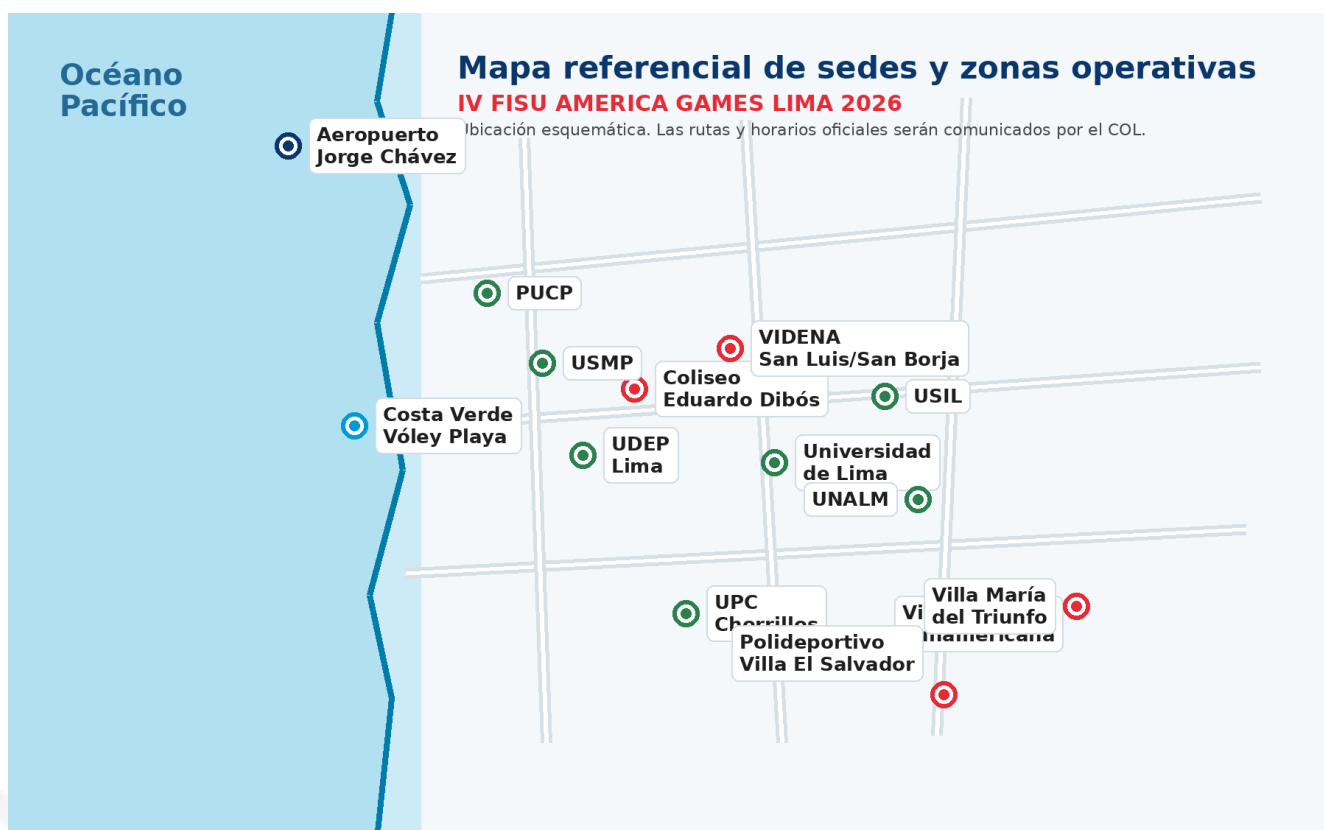 Océano
Pacífico
Mapa referencial de sedes y zonas operativas
IV FISU AMERICA GAMES LIMA 2026
Ubicación esquemática. Las rutas y horarios oficiales serán comunicados por el COL.
Aeropuerto
Jorge Chávez
PUCP
VIDENA
San Luis/San Borja
USMP
Coliseo
Eduardo Dibós
USIL
Costa Verde
Vóley Playa
UDEP
Lima
Universidad
de Lima
UNALM
UPC
Chorrillos
Villa María
del Triunfo
Polideportivo
Villa El Salvador